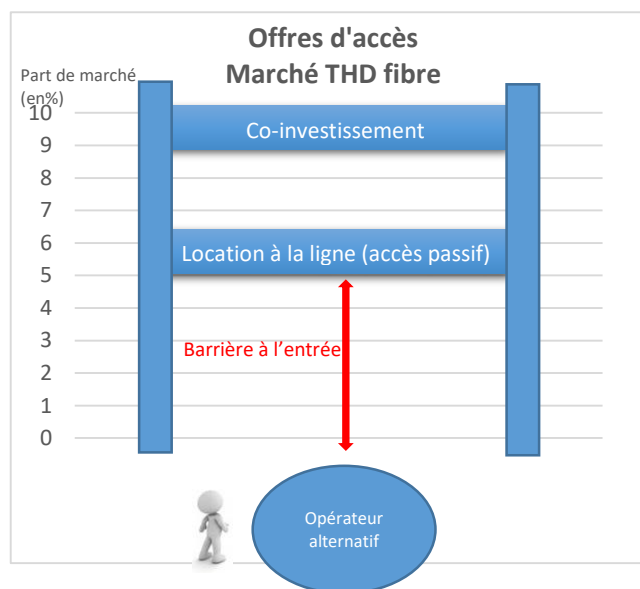 Offres d'accès
Marché THD fibre
Part de marché
(en%)
10
Co-investissement
9
8
7
6
Location à la ligne (accès passif)
5
4
3
Barrière à l’entrée
2
1
0
Opérateur
alternatif